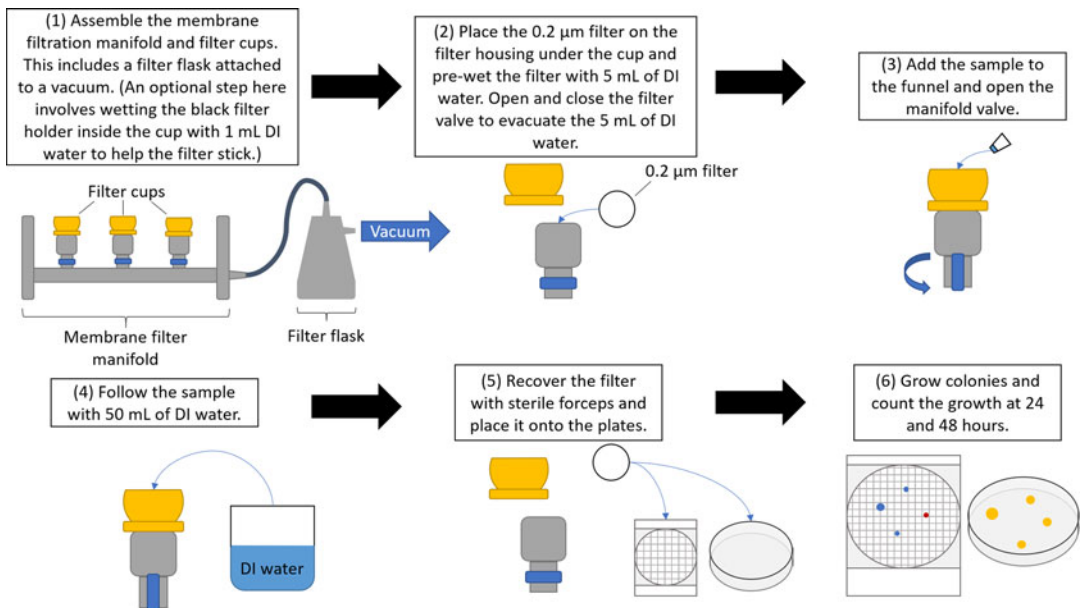 (1) Assemble the membrane
filtration manifold and filter cups.
This includes a filter flask attached
to a vacuum. (An optional step here
involves wetting the black filter
holder inside the cup with 1 mL DI
water to help the filter stick.)
(2) Place the 0.2 µm filter on the
filter housing under the cup and
pre-wet the filter with 5 mL of DI
water. Open and close the filter
valve to evacuate the 5 mL of DI
water.
(3) Add the sample to
the funnel and open the
manifold valve.
Filter cups
Vacuum
0.2 µm filter
Membrane filter
manifold
Filter flask
(4) Follow the sample
with 50 mL of DI water.
(5) Recover the filter
with sterile forceps and
place it onto the plates.
(6) Grow colonies and
count the growth at 24
and 48 hours.
DI water